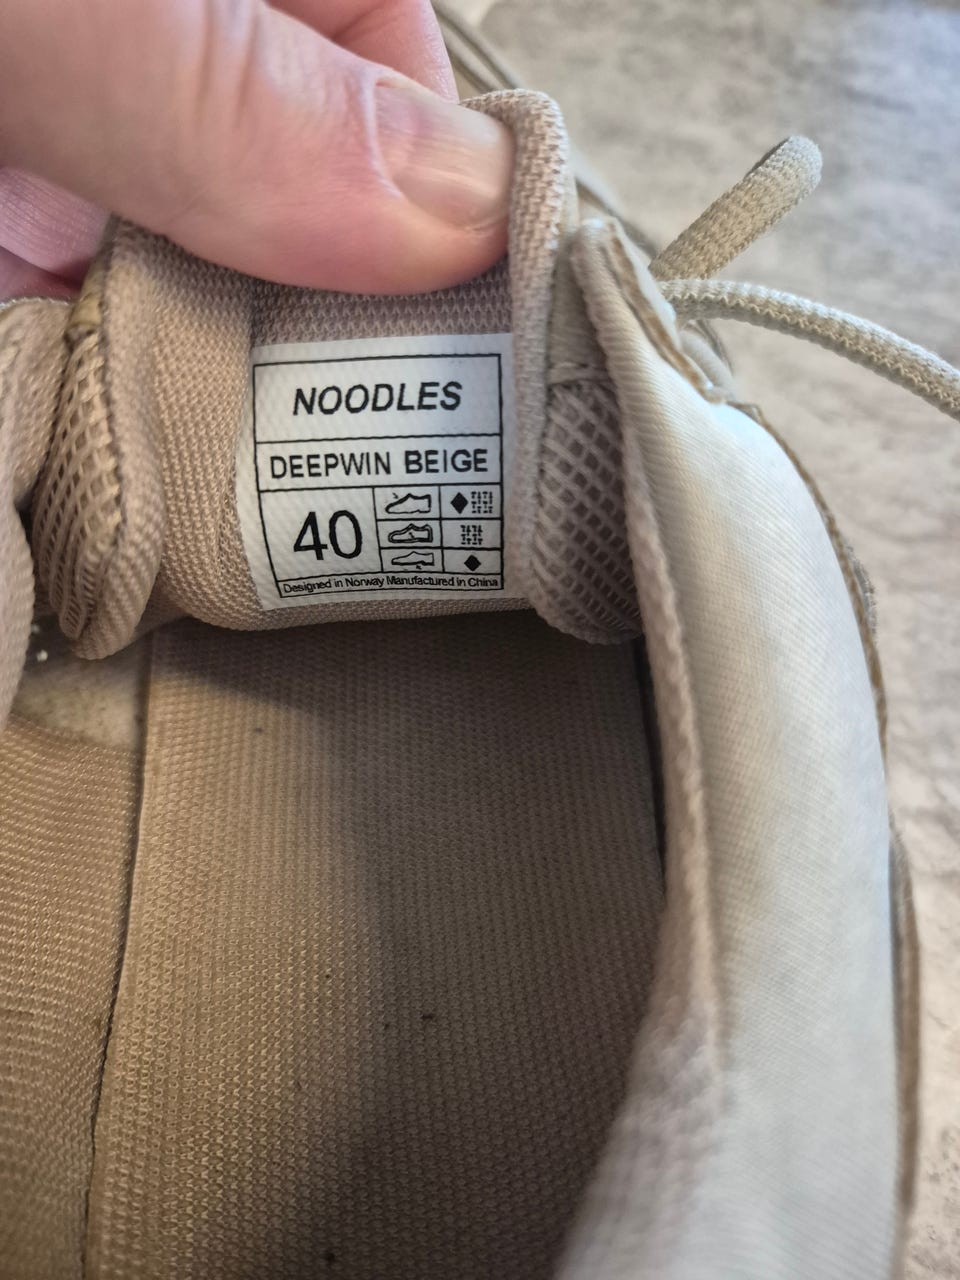 NOODLES
DEEPWIN BEIGE
40
Designed in Norway Manufactured in China